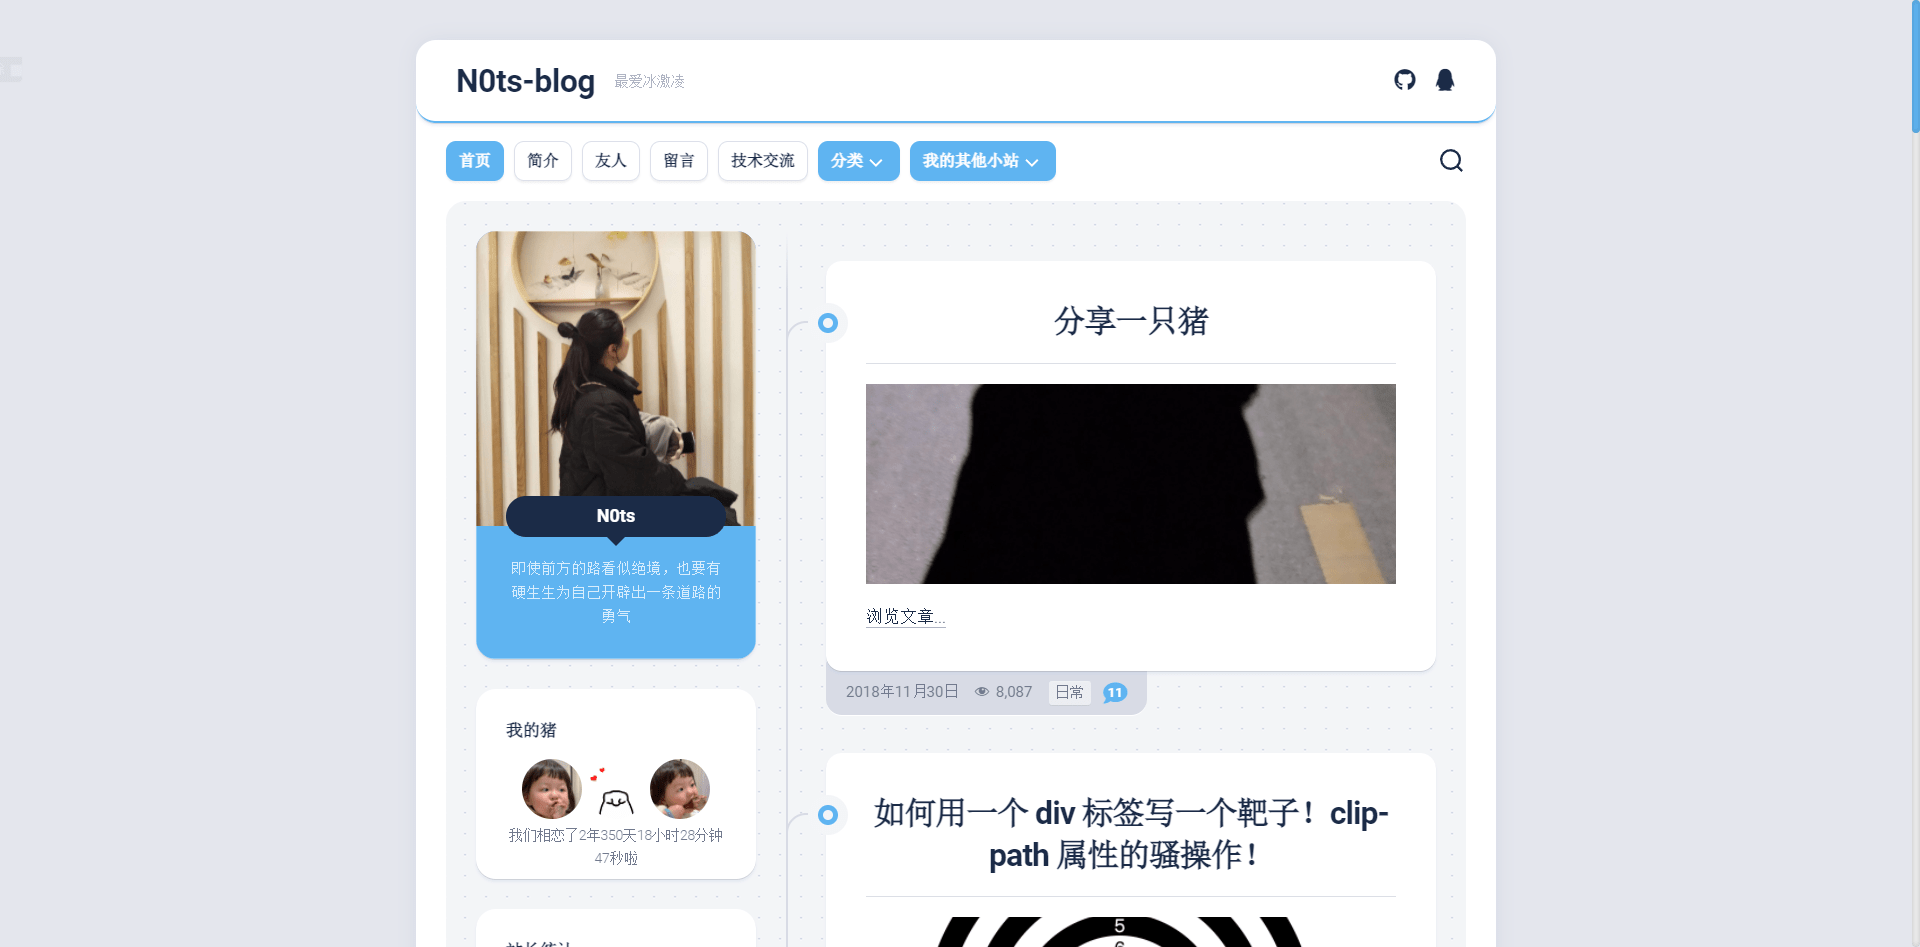 N0ts-blog
最爱冰激凌
首页
简介
友人
留言
技术交流
分类
我的其他小站
N0ts
即使前方的路看似绝境，也要有
硬生生为自己开辟出一条道路的
勇气
我的猪
我们相恋了2年350天18小时28分钟
47秒啦
分享一只猪
浏览文章...
2018年11月30日
8,087
日常
11
如何用一个 div 标签写一个靶子！clip-
path 属性的骚操作！
5